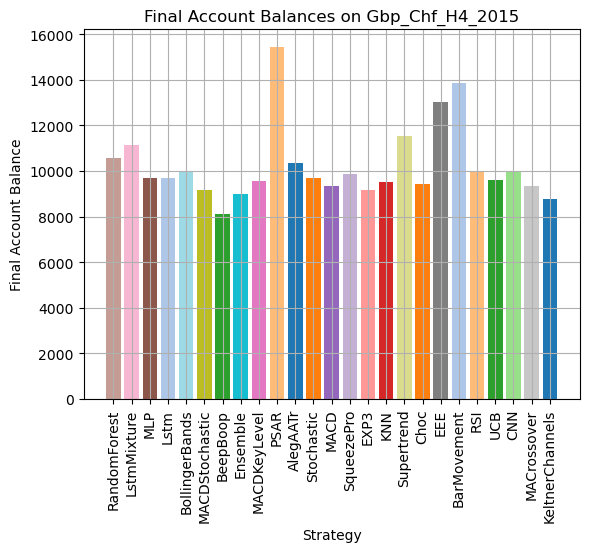 Final Account Balances on Gbp_Chf_H4_2015
Final Account Balance
16000
14000
12000
10000
8000
6000
4000
2000
0
RandomForest
LstmMixture
MLP
Lstm
BollingerBands
MACDStochastic
BeepBoop
Ensemble
MACDKeyLevel
PSAR
AlegAATr
Stochastic
MACD
SqueezePro
EXP3
KNN
Supertrend
Choc
EEE
BarMovement
RSI
UCB
CNN
MACrossover
KeltnerChannels
Strategy